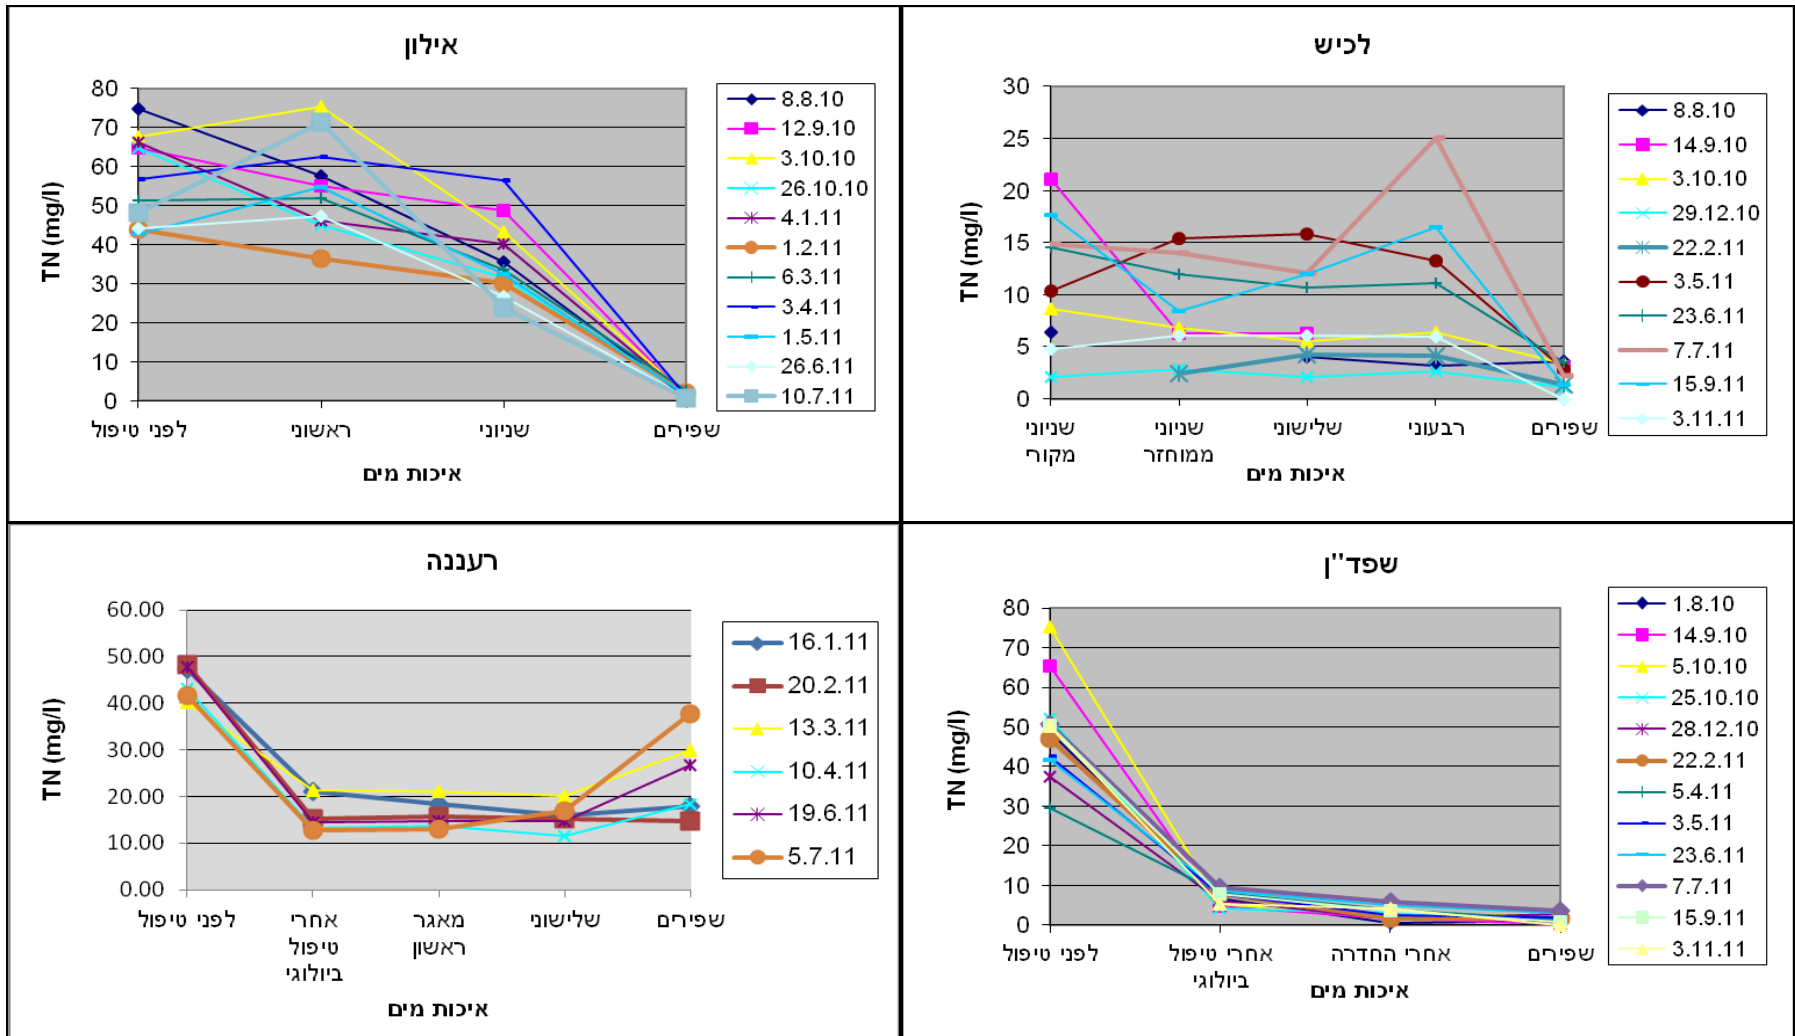 אילון
TN (mg/l)
80
70
60
50
40
30
20
10
0
לפני טיפול
ראשוני
שניוני
שפירים
איכות מים
8.8.10
12.9.10
3.10.10
26.10.10
4.1.11
1.2.11
6.3.11
3.4.11
1.5.11
26.6.11
10.7.11
לכיש
TN (mg/l)
30
25
20
15
10
5
0
שניוני
מקורי
שניוני
ממוחזר
שלישוני
רבעוני
שפירים
איכות מים
8.8.10
14.9.10
3.10.10
29.12.10
22.2.11
3.5.11
23.6.11
7.7.11
15.9.11
3.11.11
רעננה
TN (mg/l)
60.00
50.00
40.00
30.00
20.00
10.00
0.00
לפני טיפול
אחרי
טיפול
ביולוגי
מאגר
ראשון
שלישוני
שפירים
איכות מים
16.1.11
20.2.11
13.3.11
10.4.11
19.6.11
5.7.11
שפד"ן
TN (mg/l)
80
70
60
50
40
30
20
10
0
לפני טיפול
אחרי טיפול
ביולוגי
אחרי החדרה
שפירים
איכות מים
1.8.10
14.9.10
5.10.10
25.10.10
28.12.10
22.2.11
5.4.11
3.5.11
23.6.11
7.7.11
15.9.11
3.11.11